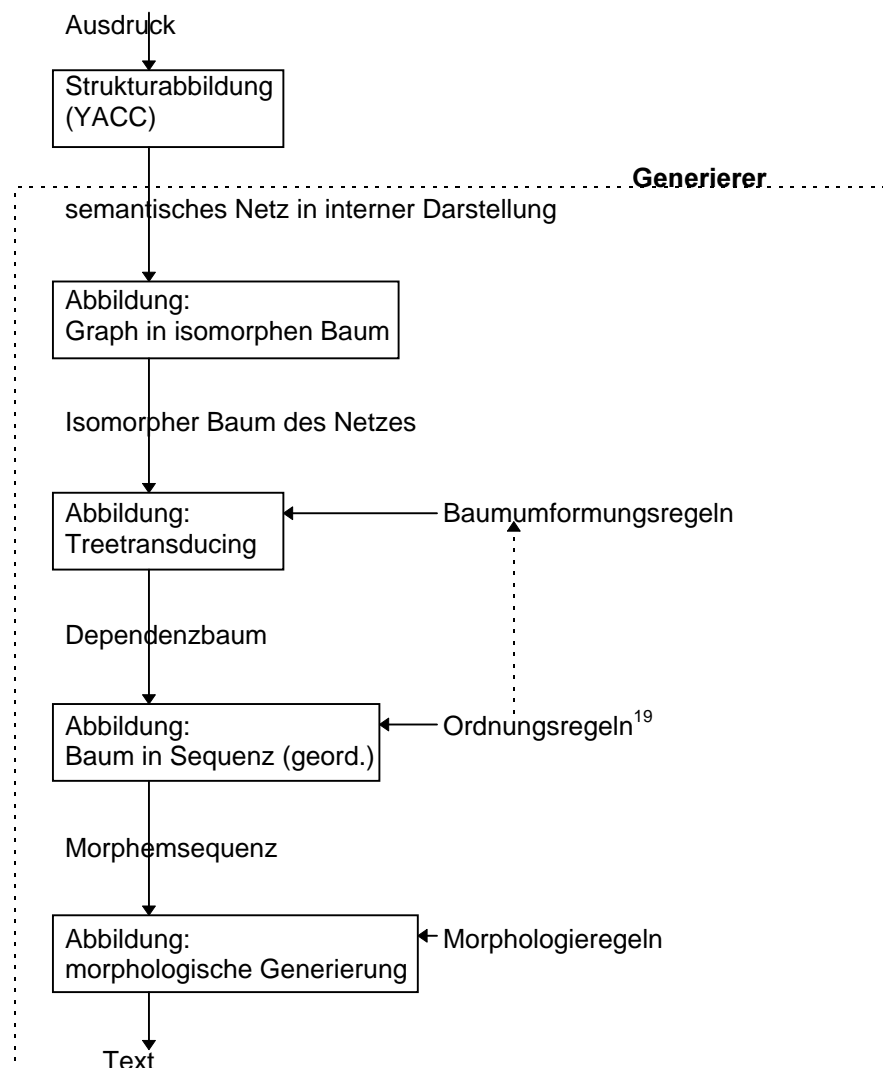 Ausdruck
Strukturabbildung
(YACC)
Generierer
semantisches Netz in interner Darstellung
Abbildung:
Graph in isomorphen Baum
Isomorpher Baum des Netzes
Abbildung:
Treetransducing
Baumumformungsregeln
Dependenzbaum
Abbildung:
Baum in Sequenz (geord.)
Ordnungsregeln¹⁹
Morphemsequenz
Abbildung:
morphologische Generierung
Morphologieregeln
Text